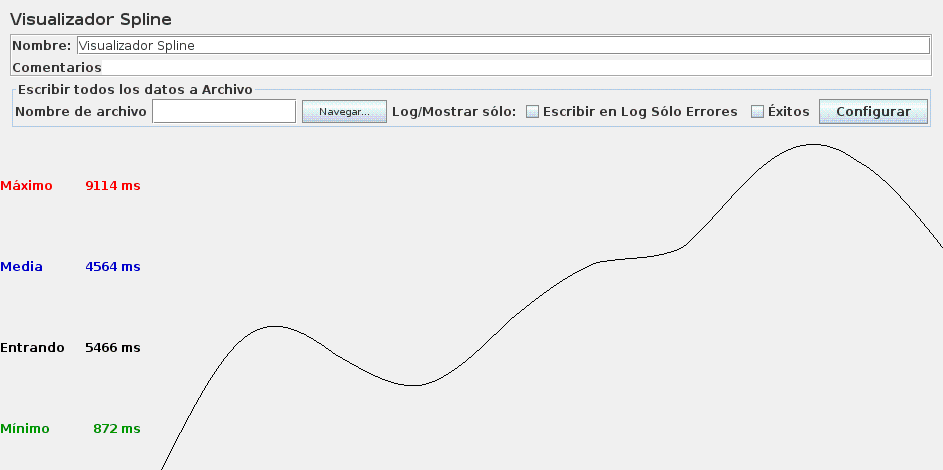 Visualizador Spline
Nombre: Visualizador Spline
Comentarios
Escribir todos los datos a Archivo
Nombre de archivo Navegar... Log/Mostrar sólo: Escribir en Log Sólo Errores Éxitos Configurar
Máximo 9114 ms
Media 4564 ms
Entrando 5466 ms
Mínimo 872 ms